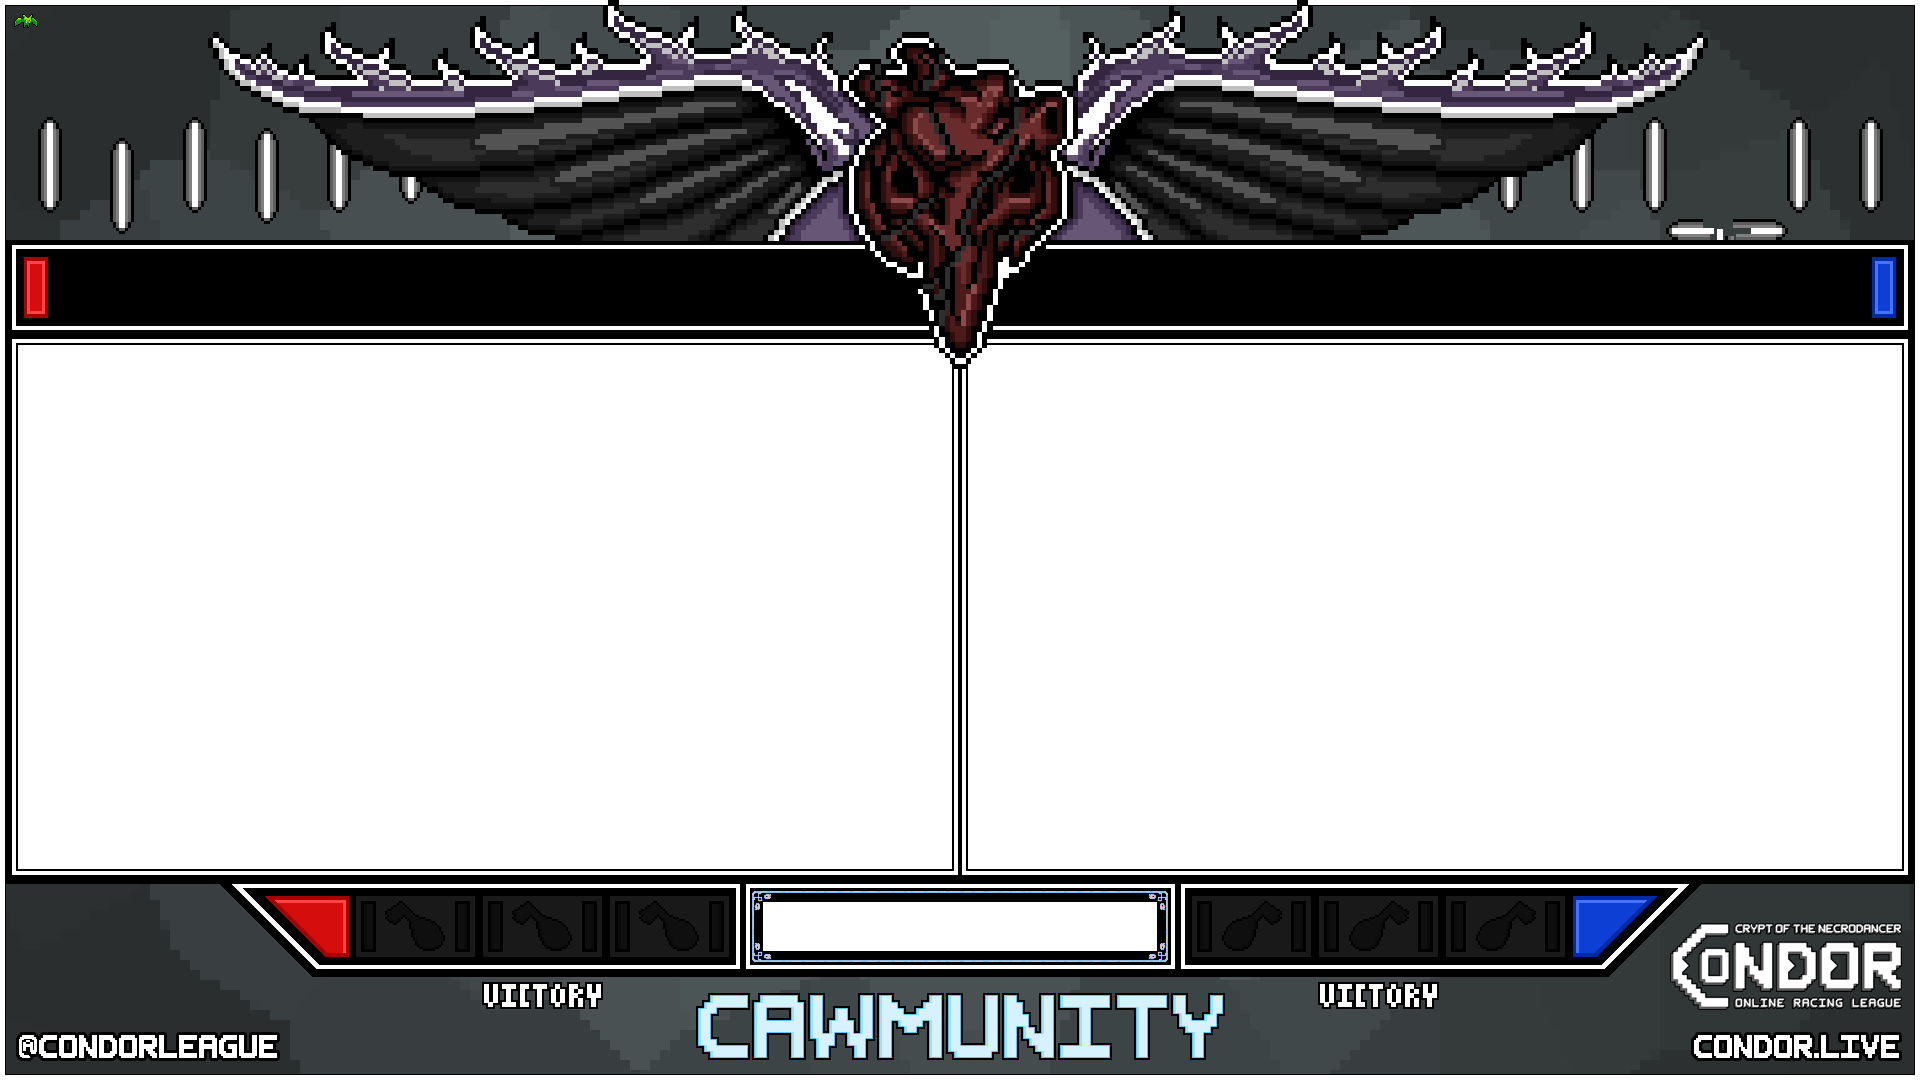 VICTORY
VICTORY
CAWMUNITY
@CONDORLEAGUE
CRYPT OF THE NECRODANCER
CONDOR
ONLINE RACING LEAGUE
CONDOR.LIVE